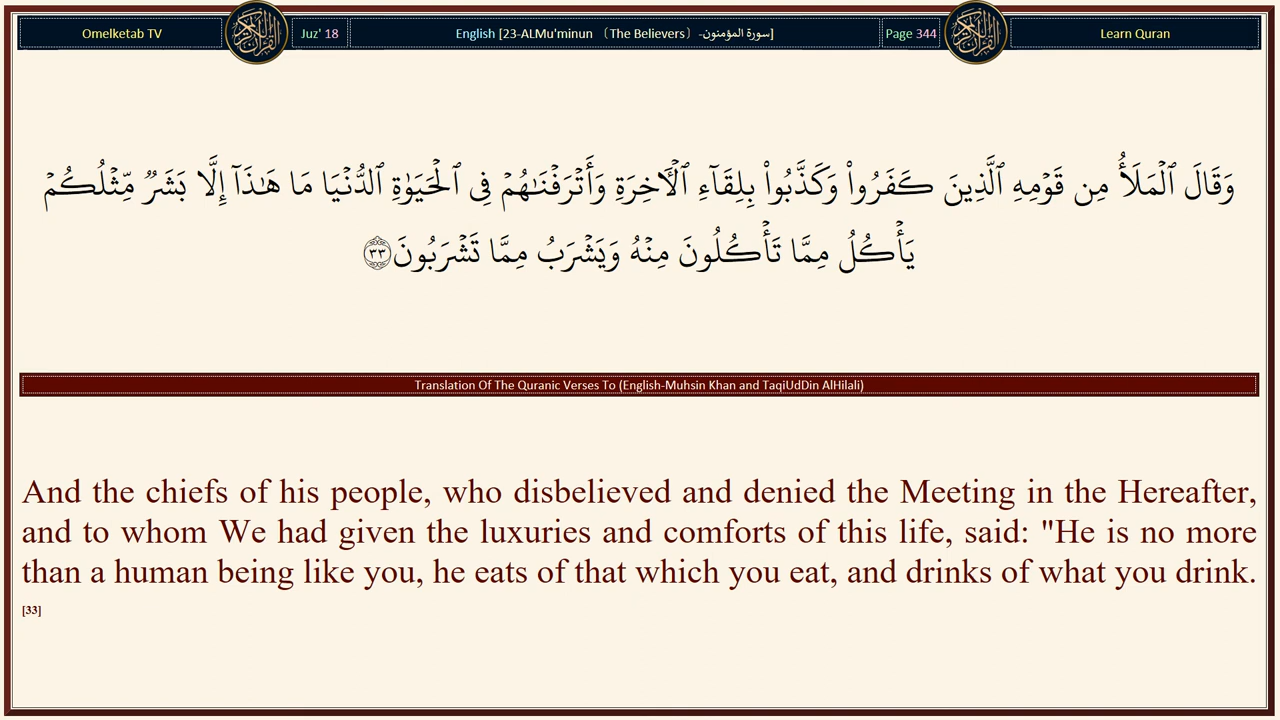 Omelketab TV
Juz' 18
English [23-ALMu'minun （The Believers） -سورة المؤمنون]
Page 344
Learn Quran
وَقَالَ ٱلْمَلَأُ مِن قَوْمِهِ ٱلَّذِينَ كَفَرُوا۟ وَكَذَّبُوا۟ بِلِقَآءِ ٱلْـَٔاخِرَةِ وَأَتْرَفْنَـٰهُمْ فِى ٱلْحَيَوٰةِ ٱلدُّنْيَا مَا هَـٰذَآ إِلَّا بَشَرٌ مِّثْلُكُمْ
يَأْكُلُ مِمَّا تَأْكُلُونَ مِنْهُ وَيَشْرَبُ مِمَّا تَشْرَبُونَ ٣٣
Translation Of The Quranic Verses To (English-Muhsin Khan and TaqiUdDin AlHilali)
And the chiefs of his people, who disbelieved and denied the Meeting in the Hereafter,
and to whom We had given the luxuries and comforts of this life, said: "He is no more
than a human being like you, he eats of that which you eat, and drinks of what you drink.
[33]